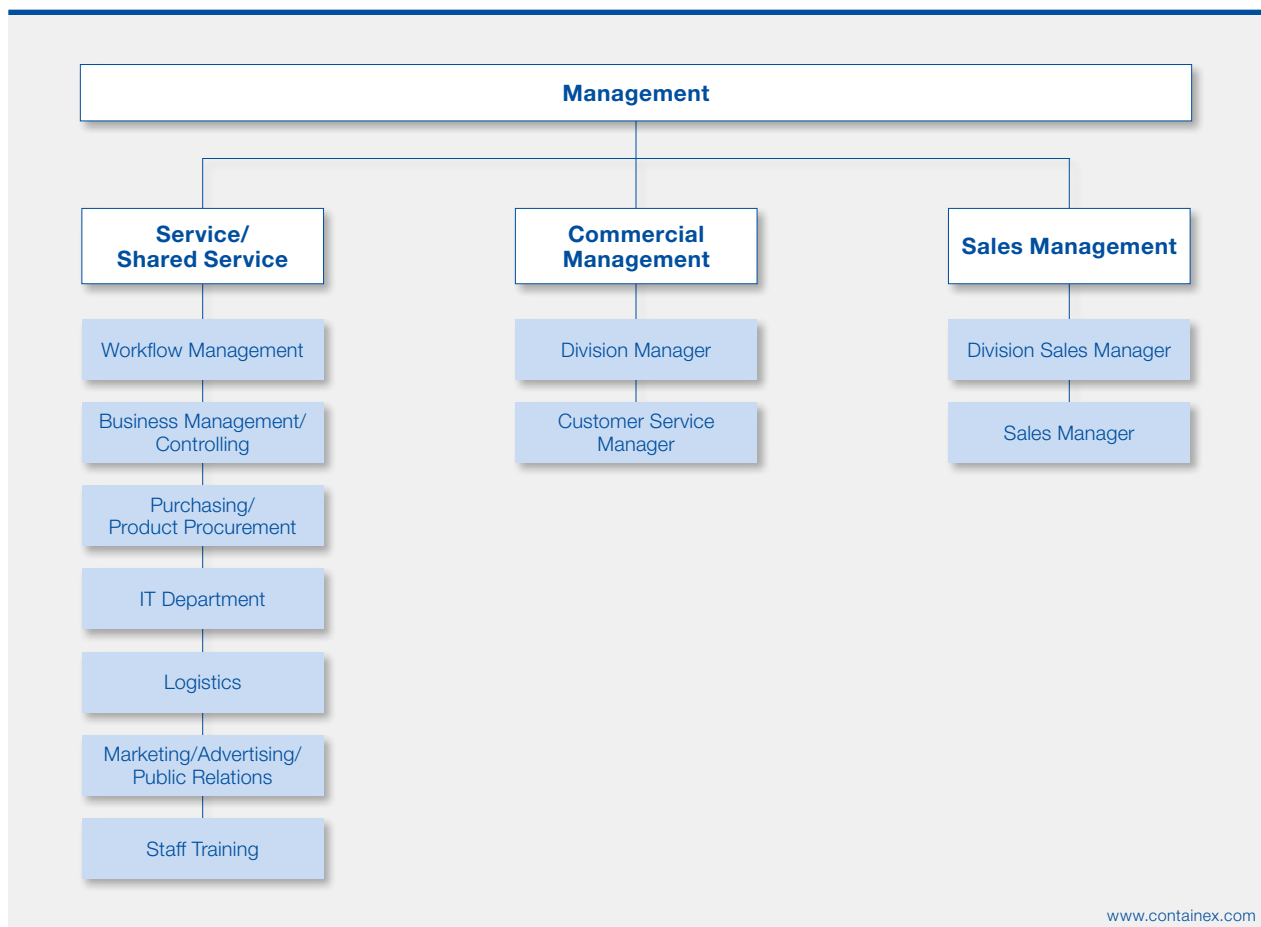 Management
Service/
Shared Service
Commercial
Management
Sales Management
Workflow Management
Division Manager
Division Sales Manager
Business Management/
Controlling
Customer Service
Manager
Sales Manager
Purchasing/
Product Procurement
IT Department
Logistics
Marketing/Advertising/
Public Relations
Staff Training
www.containex.com